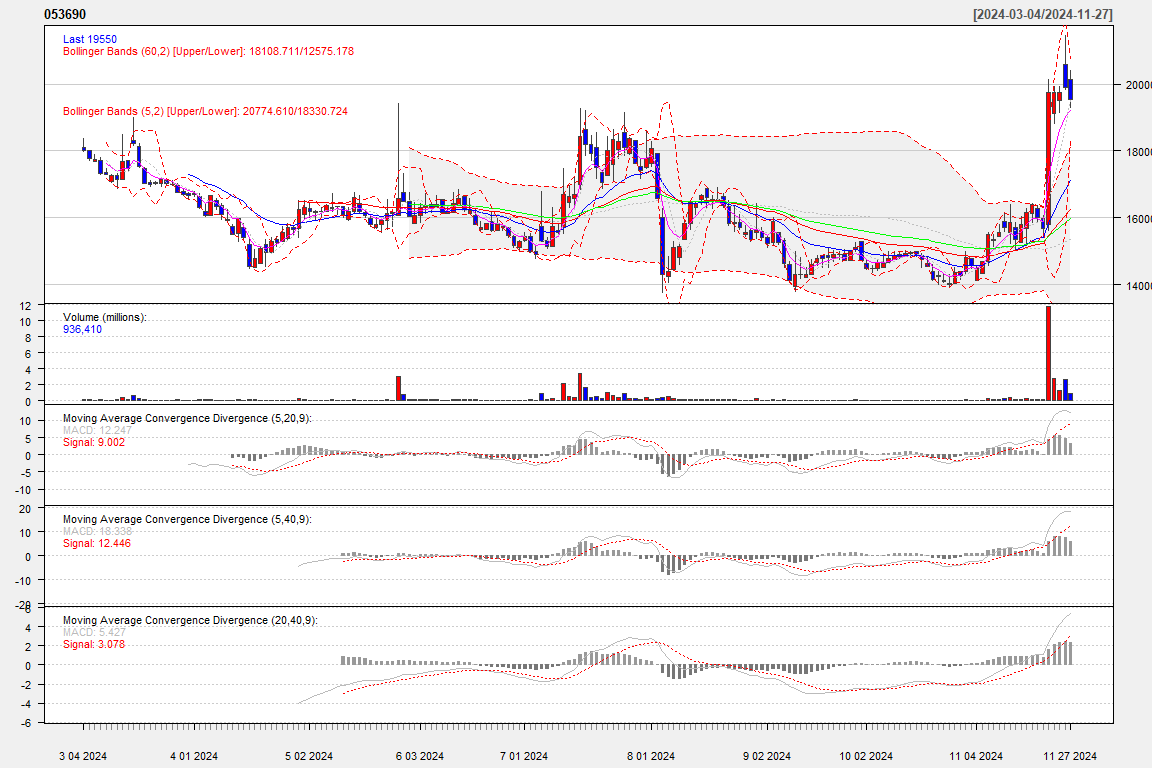 053690 [2024-03-04/2024-11-27]
Last 19550
Bollinger Bands (60,2) [Upper/Lower]: 18108.711/12575.178
Bollinger Bands (5,2) [Upper/Lower]: 20774.610/18330.724
20000
18000
16000
14000
Volume (millions):
936,410
12
10
8
6
4
2
0
Moving Average Convergence Divergence (5,20,9):
MACD: 12.247
Signal: 9.002
10
5
0
-5
-10
Moving Average Convergence Divergence (5,40,9):
MACD: 18.338
Signal: 12.446
20
10
0
-10
-20
Moving Average Convergence Divergence (20,40,9):
MACD: 5.427
Signal: 3.078
6
4
2
0
-2
-4
-6
3 04 2024 4 01 2024 5 02 2024 6 03 2024 7 01 2024 8 01 2024 9 02 2024 10 02 2024 11 04 2024 11 27 2024